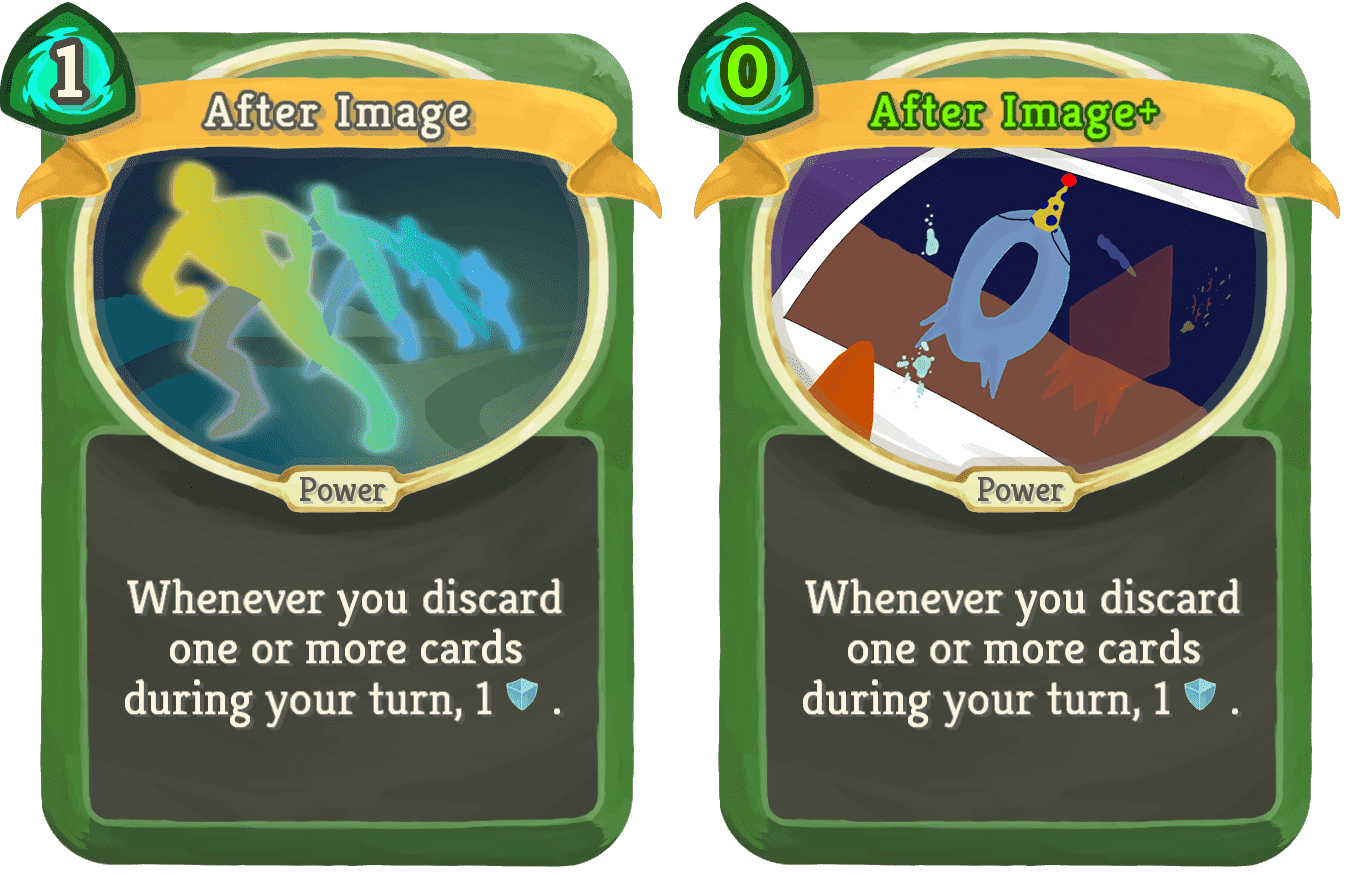 1
After Image
Power
Whenever you discard
one or more cards
during your turn, 1 .
0
After Image+
Power
Whenever you discard
one or more cards
during your turn, 1 .